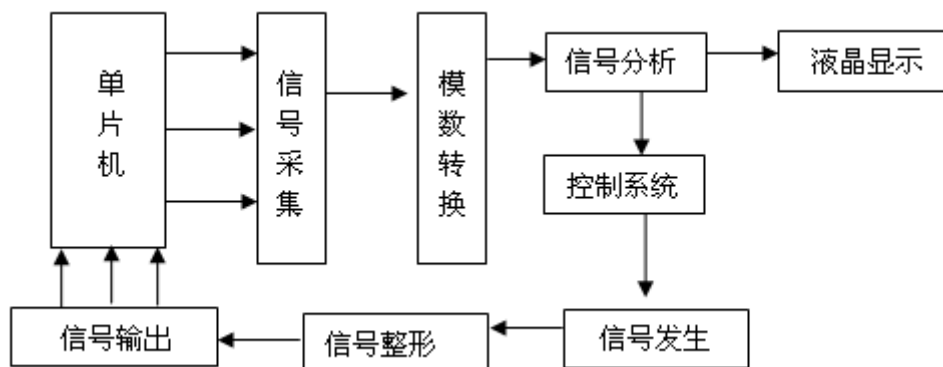 单片机
信号采集
模数转换
信号分析
液晶显示
控制系统
信号输出
信号整形
信号发生